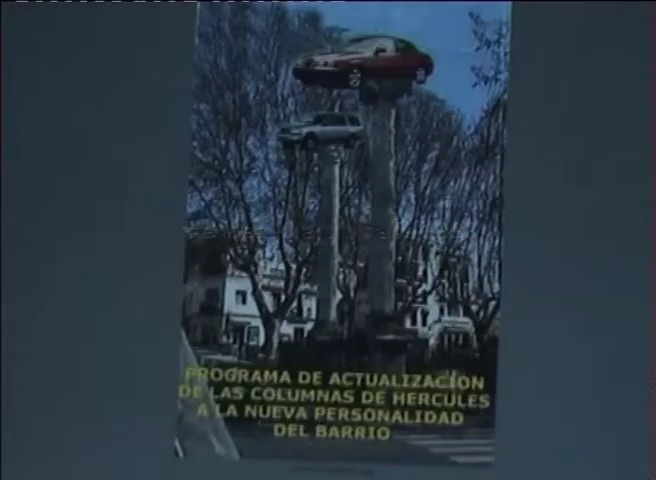 PROGRAMA DE ACTUALIZACION
DE LAS COLUMNAS DE HERCULES
A LA NUEVA PERSONALIDAD
DEL BARRIO